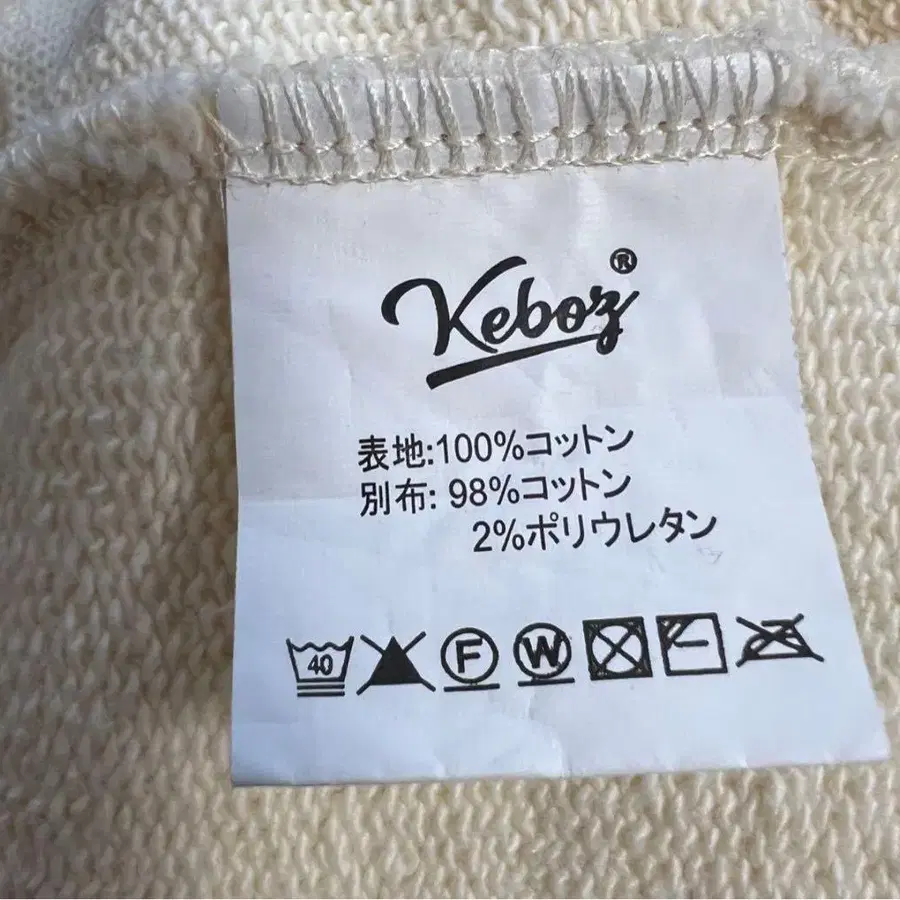 Keboz®
表地:100%コットン
別布: 98%コットン
2%ポリウレタン
40 F W